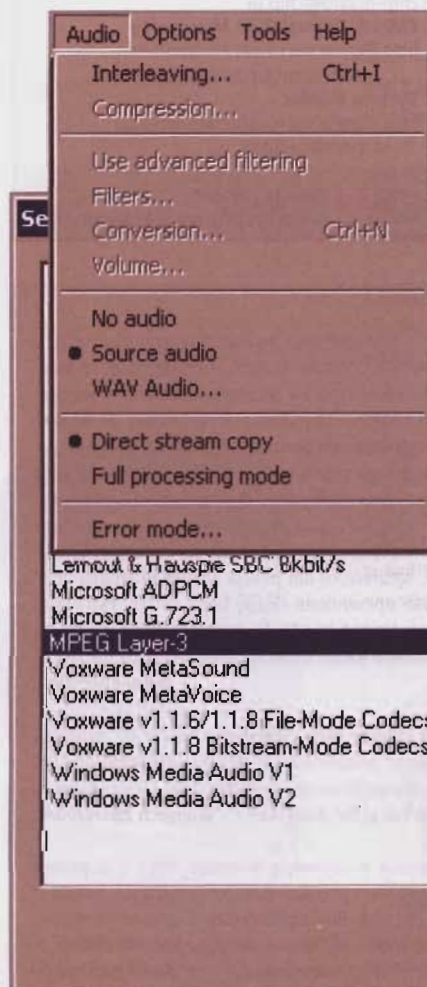 Audio Options Tools Help
Interleaving... Ctrl+I
Compression...
Use advanced filtering
Filters...
Conversion... Ctrl+N
Volume...
No audio
Source audio
WAV Audio...
Direct stream copy
Full processing mode
Error mode...
Se
Lernout & Hauspie SBC 8kbit/s
Microsoft ADPCM
Microsoft G.723.1
MPEG Layer-3
Voxware MetaSound
Voxware MetaVoice
Voxware v1.1.6/1.1.8 File-Mode Codecs
Voxware v1.1.8 Bitstream-Mode Codecs
Windows Media Audio V1
Windows Media Audio V2